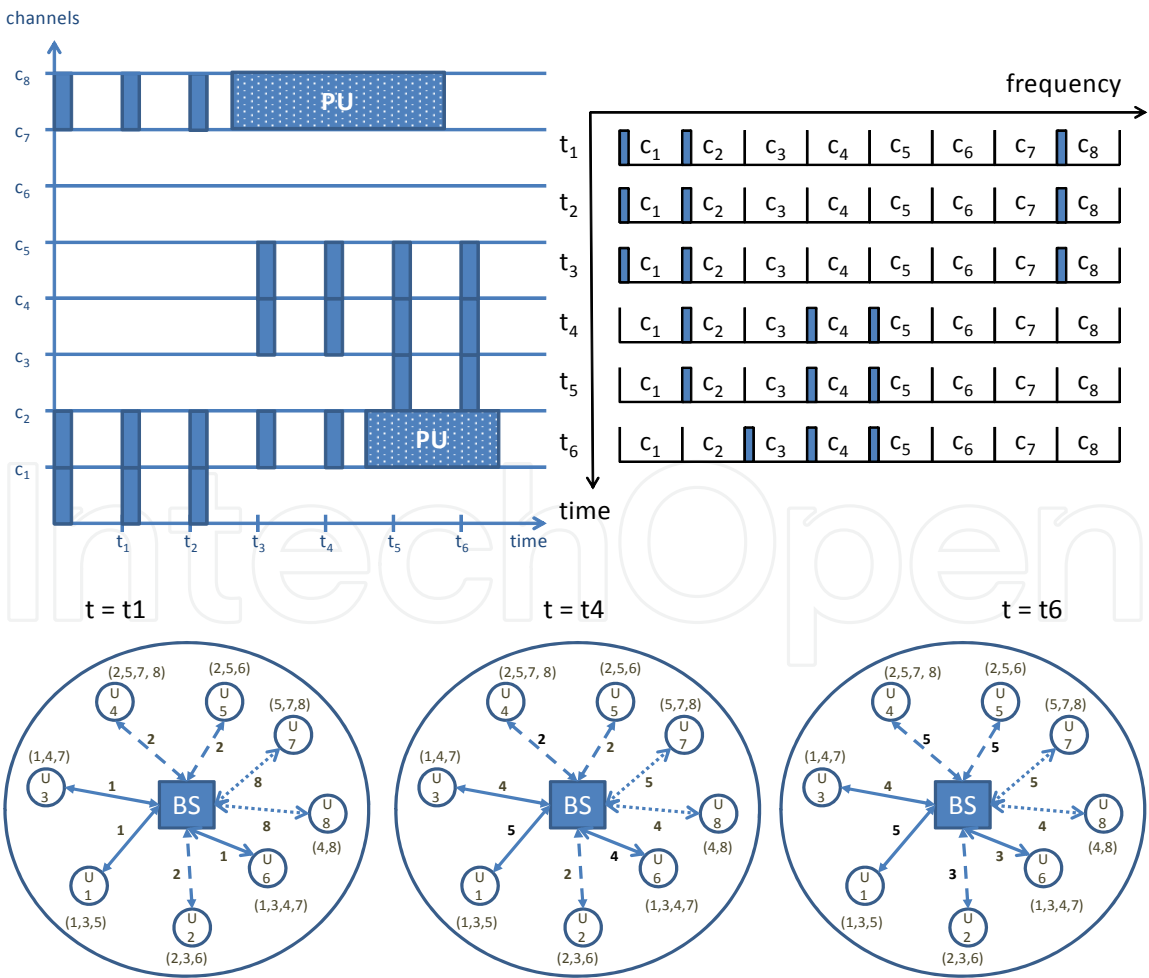 channels
c8
c7
c6
c5
c4
c3
c2
c1
PU
PU
t1 t2 t3 t4 t5 t6 time
frequency
t1 c1 c2 c3 c4 c5 c6 c7 c8
t2 c1 c2 c3 c4 c5 c6 c7 c8
t3 c1 c2 c3 c4 c5 c6 c7 c8
t4 c1 c2 c3 c4 c5 c6 c7 c8
t5 c1 c2 c3 c4 c5 c6 c7 c8
t6 c1 c2 c3 c4 c5 c6 c7 c8
time
IntechOpen
t = t1
(2,5,7, 8) (2,5,6)
U 4
U 5
(5,7,8)
U 7
2
2
(1,4,7)
U 3
1
8
BS
8
U 8
(4,8)
1
1
U 6
2
U 1
(1,3,5)
(1,3,4,7)
U 2
(2,3,6)
t = t4
(2,5,7, 8) (2,5,6)
U 4
U 5
(5,7,8)
U 7
2
2
(1,4,7)
U 3
4
5
BS
4
U 8
(4,8)
5
4
U 6
2
U 1
(1,3,5)
(1,3,4,7)
U 2
(2,3,6)
t = t6
(2,5,7, 8) (2,5,6)
U 4
U 5
(5,7,8)
U 7
5
5
(1,4,7)
U 3
4
5
BS
4
U 8
(4,8)
5
3
U 6
3
U 1
(1,3,5)
(1,3,4,7)
U 2
(2,3,6)